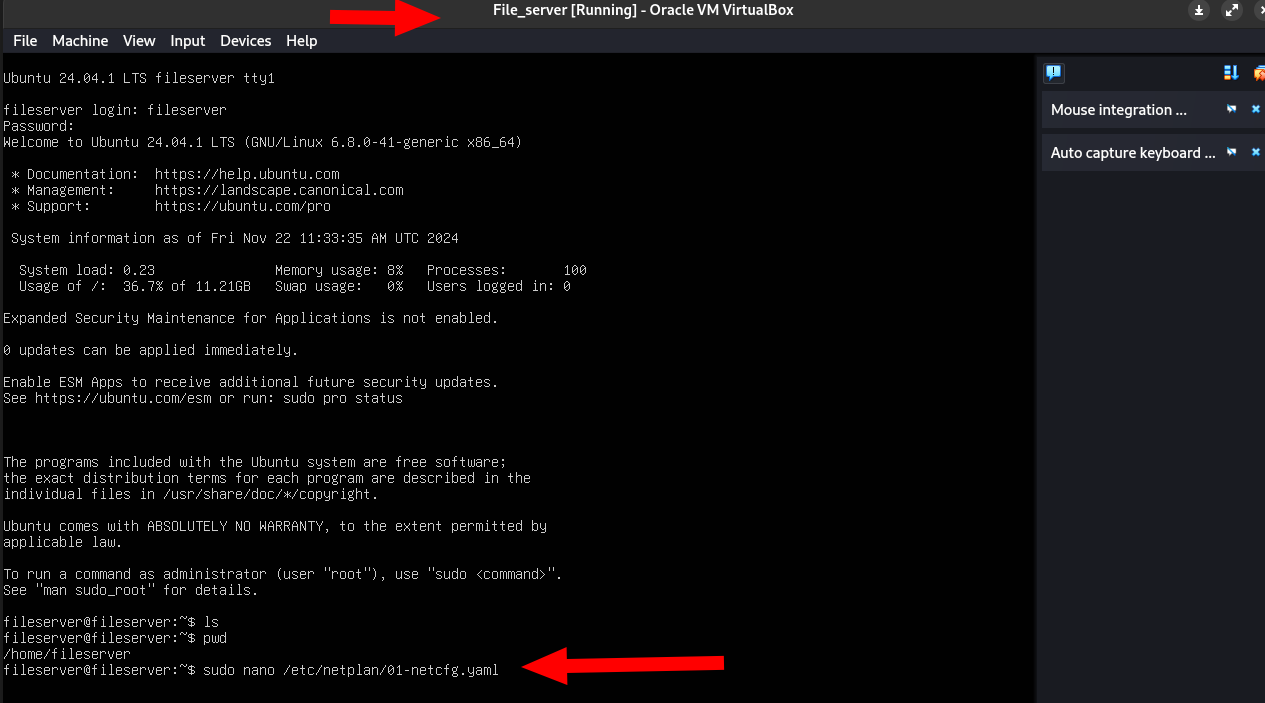 File_server [Running] - Oracle VM VirtualBox
File Machine View Input Devices Help
Ubuntu 24.04.1 LTS fileserver tty1
fileserver login: fileserver
Password:
Welcome to Ubuntu 24.04.1 LTS (GNU/Linux 6.8.0-41-generic x86_64)
* Documentation: https://help.ubuntu.com
* Management: https://landscape.canonical.com
* Support: https://ubuntu.com/pro
System information as of Fri Nov 22 11:33:35 AM UTC 2024
System load: 0.23 Memory usage: 8% Processes: 100
Usage of /: 36.7% of 11.21GB Swap usage: 0% Users logged in: 0
Expanded Security Maintenance for Applications is not enabled.
0 updates can be applied immediately.
Enable ESM Apps to receive additional future security updates.
See https://ubuntu.com/esm or run: sudo pro status
The programs included with the Ubuntu system are free software;
the exact distribution terms for each program are described in the
individual files in /usr/share/doc/*/copyright.
Ubuntu comes with ABSOLUTELY NO WARRANTY, to the extent permitted by
applicable law.
To run a command as administrator (user "root"), use "sudo <command>".
See "man sudo_root" for details.
fileserver@fileserver:~$ ls
fileserver@fileserver:~$ pwd
/home/fileserver
fileserver@fileserver:~$ sudo nano /etc/netplan/01-netcfg.yaml
Mouse integration ...
Auto capture keyboard ...